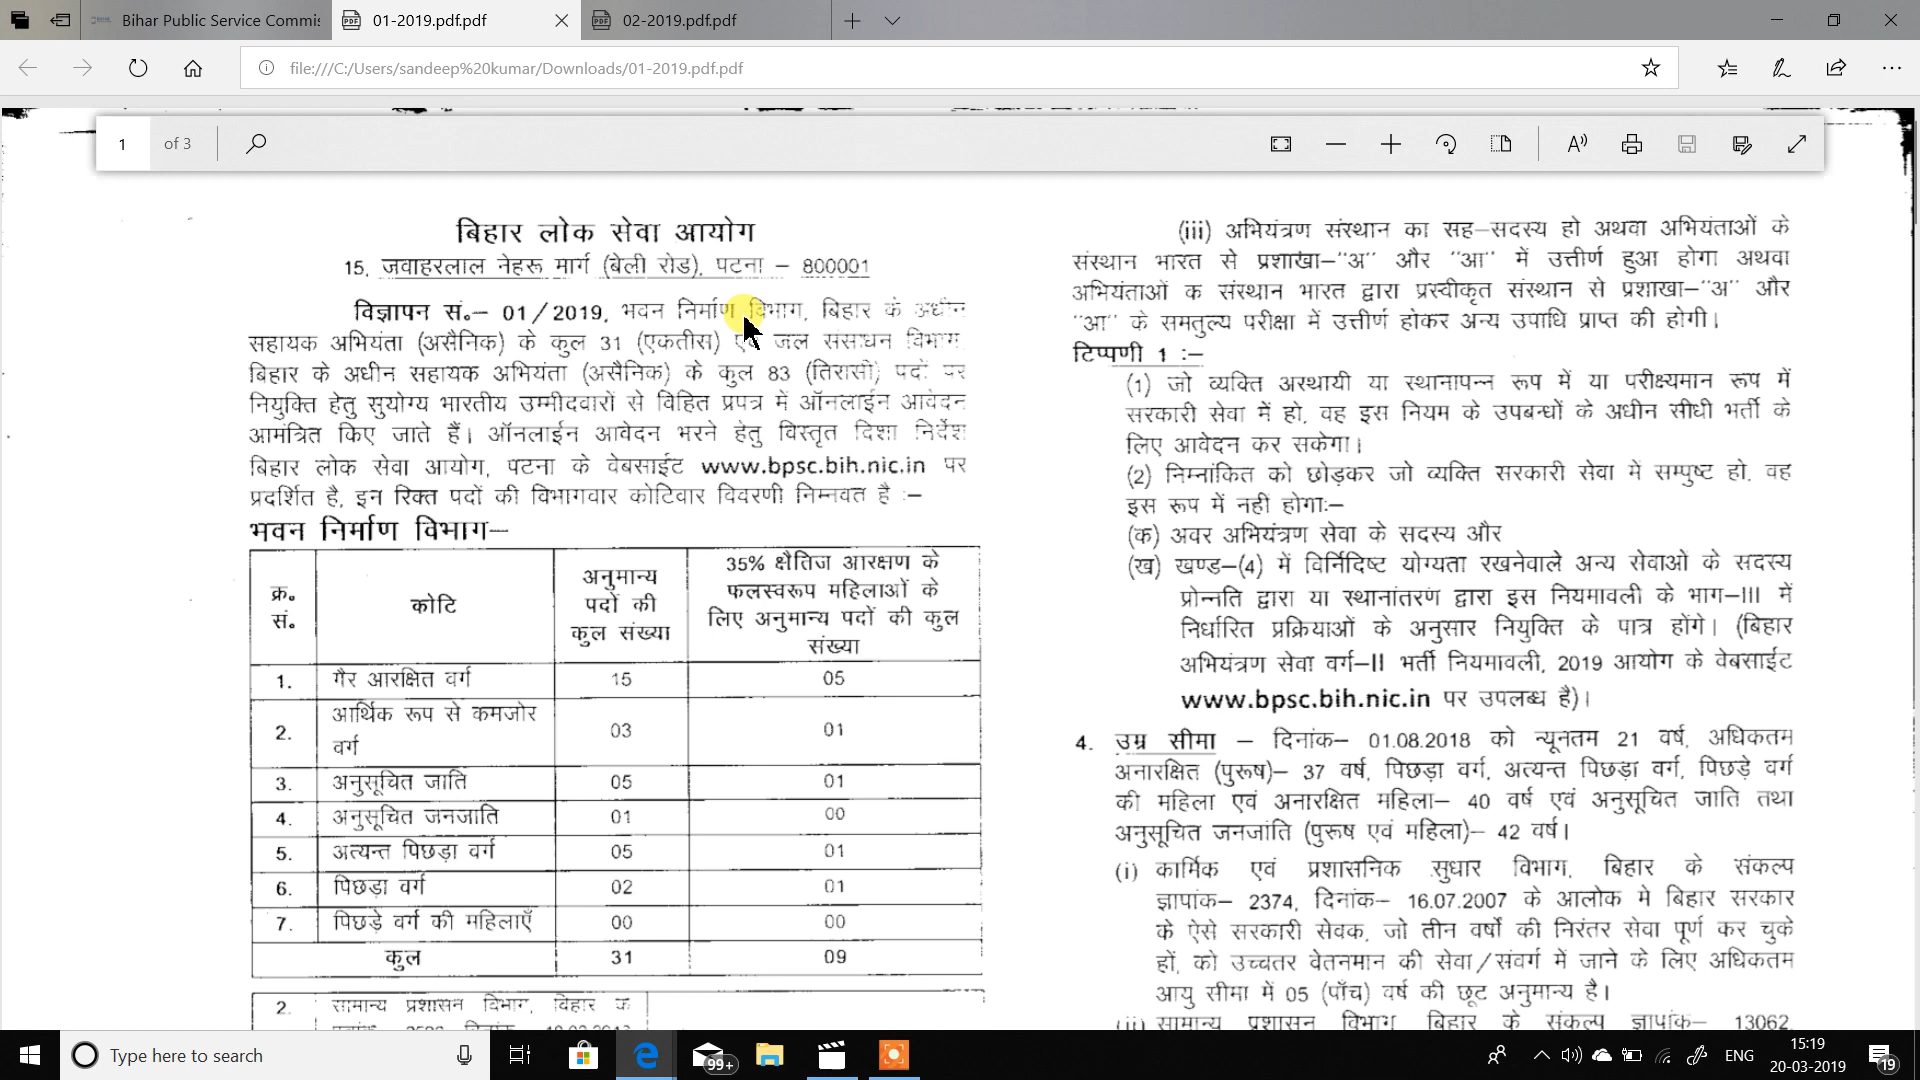 Bihar Public Service Commis
01-2019.pdf.pdf
02-2019.pdf.pdf
file:///C:/Users/sandeep%20kumar/Downloads/01-2019.pdf.pdf
1 of 3
बिहार लोक सेवा आयोग
15, जवाहरलाल नेहरू मार्ग (बेली रोड), पटना – 800001
विज्ञापन सं०– 01/2019, भवन निर्माण विभाग, बिहार के अधीन
सहायक अभियंता (असैनिक) के कुल 31 (एकतीस) एवं जल संसाधन विभाग,
बिहार के अधीन सहायक अभियंता (असैनिक) के कुल 83 (तिरासी) पदों पर
नियुक्ति हेतु सुयोग्य भारतीय उम्मीदवारों से विहित प्रपत्र में ऑनलाईन आवेदन
आमंत्रित किए जाते हैं। ऑनलाईन आवेदन भरने हेतु विस्तृत दिशा निर्देश
बिहार लोक सेवा आयोग, पटना के वेबसाईट www.bpsc.bih.nic.in पर
प्रदर्शित है, इन रिक्त पदों की विभागवार कोटिवार विवरणी निम्नवत है :–
भवन निर्माण विभाग–
क्र०
सं०
कोटि
अनुमान्य
पदों की
कुल संख्या
35% क्षैतिज आरक्षण के
फलस्वरूप महिलाओं के
लिए अनुमान्य पदों की कुल
संख्या
1. गैर आरक्षित वर्ग 15 05
2. आर्थिक रूप से कमजोर
वर्ग 03 01
3. अनुसूचित जाति 05 01
4. अनुसूचित जनजाति 01 00
5. अत्यन्त पिछड़ा वर्ग 05 01
6. पिछड़ा वर्ग 02 01
7. पिछड़े वर्ग की महिलाएँ 00 00
कुल 31 09
2. सामान्य प्रशासन विभाग, बिहार के
(iii) अभियंत्रण संस्थान का सह–सदस्य हो अथवा अभियंताओं के
संस्थान भारत से प्रशाखा–"अ" और "आ" में उत्तीर्ण हुआ होगा अथवा
अभियंताओं क संस्थान भारत द्वारा प्रस्वीकृत संस्थान से प्रशाखा–"अ" और
"आ" के समतुल्य परीक्षा में उत्तीर्ण होकर अन्य उपाधि प्राप्त की होगी।
टिप्पणी 1 :–
(1) जो व्यक्ति अस्थायी या स्थानापन्न रूप में या परीक्ष्यमान रूप में
सरकारी सेवा में हो, वह इस नियम के उपबन्धों के अधीन सीधी भर्ती के
लिए आवेदन कर सकेगा।
(2) निम्नांकित को छोड़कर जो व्यक्ति सरकारी सेवा में सम्पुष्ट हो, वह
इस रूप में नहीं होगाः–
(क) अवर अभियंत्रण सेवा के सदस्य और
(ख) खण्ड–(4) में विर्निदिष्ट योग्यता रखनेवाले अन्य सेवाओं के सदस्य
प्रोन्नति द्वारा या स्थानांतरण द्वारा इस नियमावली के भाग–III में
निर्धारित प्रक्रियाओं के अनुसार नियुक्ति के पात्र होंगे। (बिहार
अभियंत्रण सेवा वर्ग–II भर्ती नियमावली, 2019 आयोग के वेबसाईट
www.bpsc.bih.nic.in पर उपलब्ध है)।
4. उम्र सीमा – दिनांक– 01.08.2018 को न्यूनतम 21 वर्ष, अधिकतम
अनारक्षित (पुरूष)– 37 वर्ष, पिछड़ा वर्ग, अत्यन्त पिछड़ा वर्ग, पिछड़े वर्ग
की महिला एवं अनारक्षित महिला– 40 वर्ष एवं अनुसूचित जाति तथा
अनुसूचित जनजांति (पुरूष एवं महिला)– 42 वर्ष।
(i) कार्मिक एवं प्रशासनिक सुधार विभाग, बिहार के संकल्प
ज्ञापांक– 2374, दिनांक– 16.07.2007 के आलोक मे बिहार सरकार
के ऐसे सरकारी सेवक, जो तीन वर्षो की निरंतर सेवा पूर्ण कर चुके
हों, को उच्चतर वेतनमान की सेवा/संवर्ग में जाने के लिए अधिकतम
आयु सीमा में 05 (पाँच) वर्ष की छूट अनुमान्य है।
(ii) सामान्य प्रशासन विभाग बिहार के संकल्प ज्ञापांक– 13062,
Type here to search
99+
ENG
15:19
20-03-2019
19